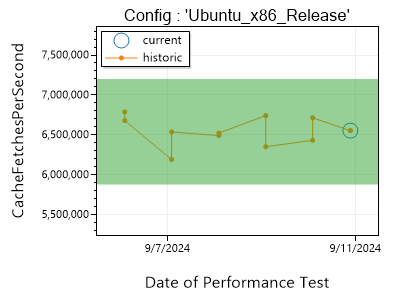 Config : 'Ubuntu_x86_Release'
current
historic
7,500,000
7,000,000
6,500,000
6,000,000
5,500,000
CacheFetchesPerSecond
9/7/2024
9/11/2024
Date of Performance Test